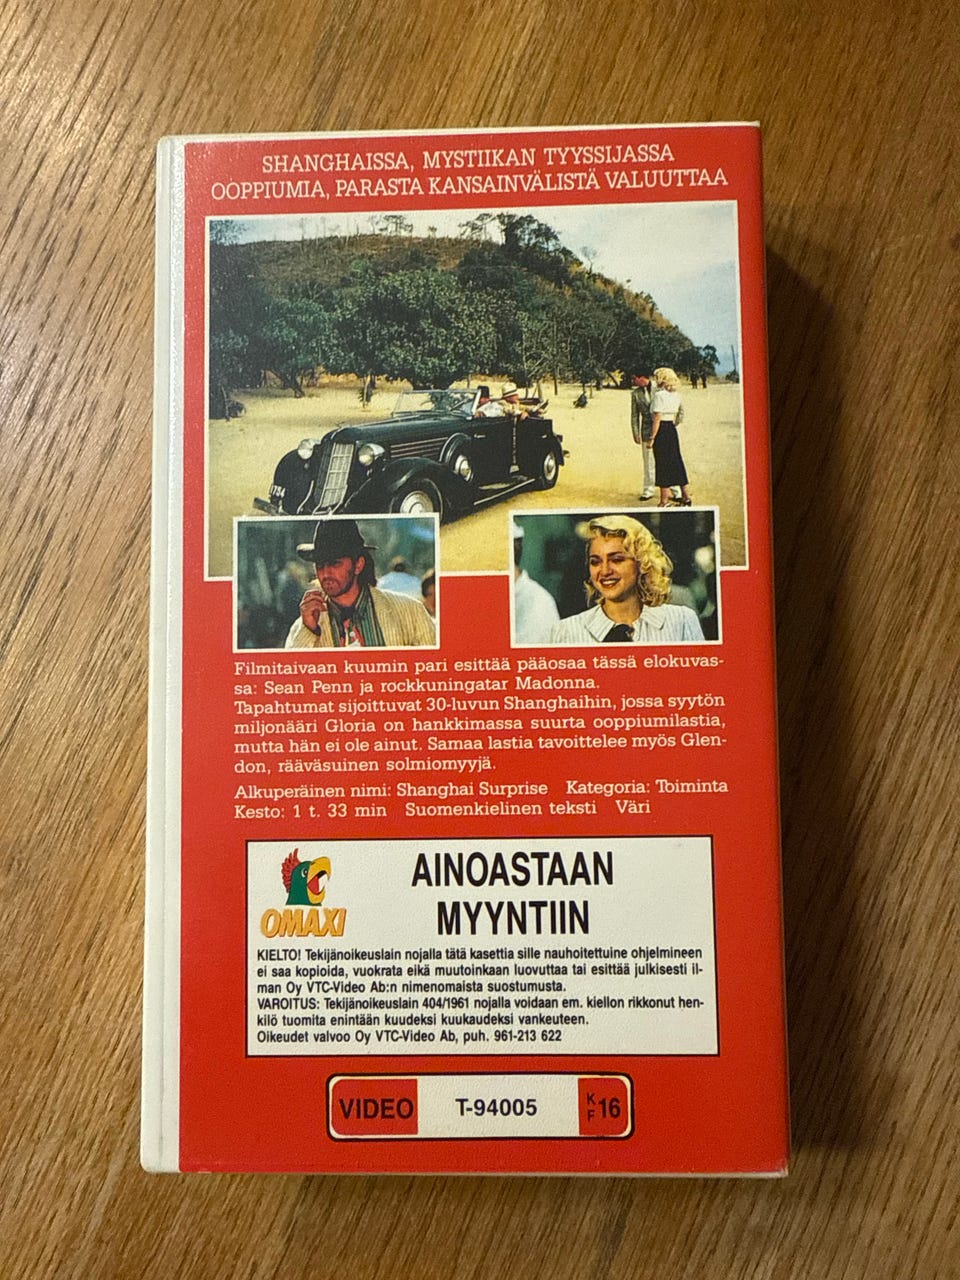 SHANGHAISSA, MYSTIIKAN TYYSSIJASSA
OOPPIUMIA, PARASTA KANSAINVÄLISTÄ VALUUTTAA
Filmitaivaan kuumin pari esittää pääosaa tässä elokuvas-
sa: Sean Penn ja rockkuningatar Madonna.
Tapahtumat sijoittuvat 30-luvun Shanghaihin, jossa syytön
miljonääri Gloria on hankkimassa suurta ooppiumilastia,
mutta hän ei ole ainut. Samaa lastia tavoittelee myös Glen-
don, rääväsuinen solmiomyyjä.
Alkuperäinen nimi: Shanghai Surprise Kategoria: Toiminta
Kesto: 1 t. 33 min Suomenkielinen teksti Väri
OMAXI
AINOASTAAN
MYYNTIIN
KIELTO! Tekijänoikeuslain nojalla tätä kasettia sille nauhoitettuine ohjelmineen
ei saa kopioida, vuokrata eikä muutoinkaan luovuttaa tai esittää julkisesti il-
man Oy VTC-Video Ab:n nimenomaista suostumusta.
VAROITUS: Tekijänoikeuslain 404/1961 nojalla voidaan em. kiellon rikkonut hen-
kilö tuomita enintään kuudeksi kuukaudeksi vankeuteen.
Oikeudet valvoo Oy VTC-Video Ab, puh. 961-213 622
VIDEO T-94005 K F 16